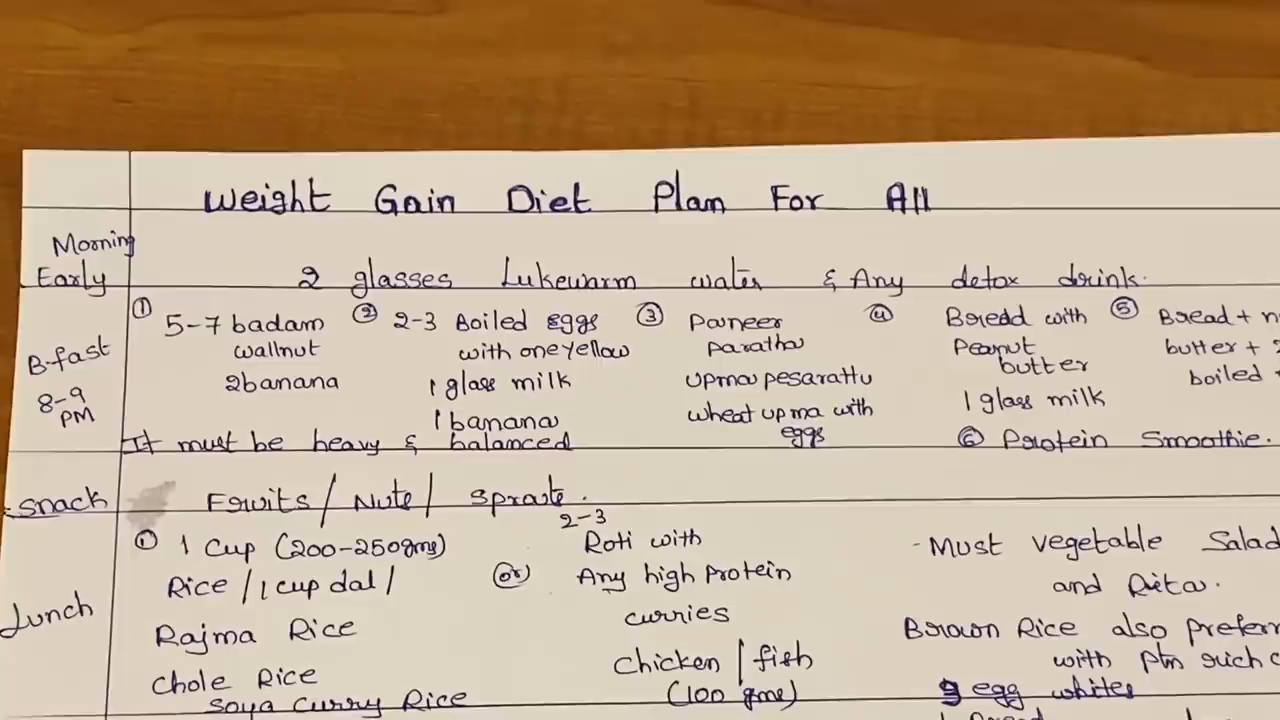 Weight Gain Diet Plan For All
Morning
Early
2 glasses Lukewarm water & Any detox drink.
B-fast
8-9
PM
① 5-7 badam
wallnut
2banana
② 2-3 Boiled eggs
with one yellow
1 glass milk
1 banana
③ Paneer
paratha
upma pesarattu
wheat upma with
eggs
④ Bread with
Peanut
butter
1 glass milk
⑤ Bread +
butter +
boiled
⑥ Protein Smoothie.
It must be heavy & balanced
Snack
Fruits / Nuts /
Lunch
① 1 Cup (200-250gms)
Rice / 1 cup dal /
Rajma Rice
Chole Rice
Soya Curry Rice
(or)
2-3
Roti with
Any high Protein
curries
Chicken / fish
(100 gms)
- Must vegetable Salad
and Rita.
Brown Rice also
with ptn rich
egg whites